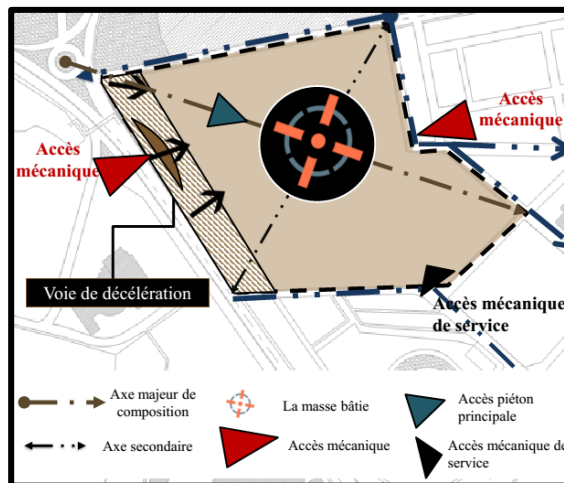 Accès
mécanique
Accès
mécanique
Voie de décélération
Accès mécanique
de service
Axe majeur de
composition
La masse bâtie
Accès piéton
principale
Axe secondaire
Accès mécanique
Accès mécanique de
service